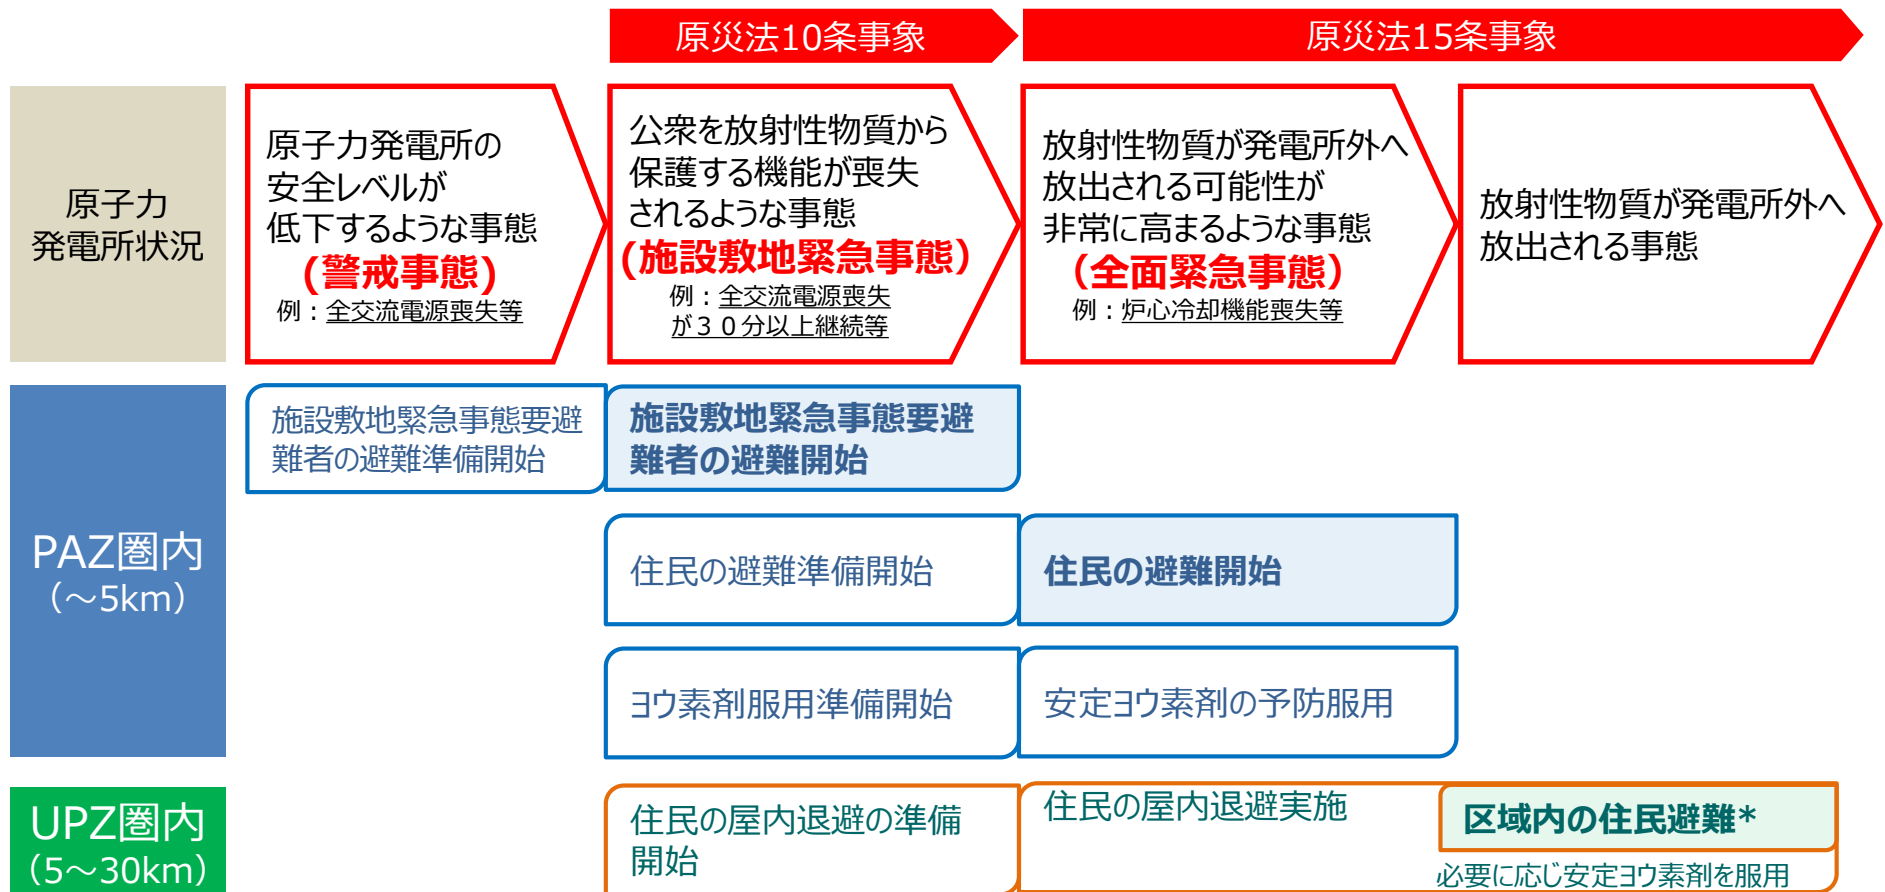 原災法10条事象
原災法15条事象
原子力
発電所状況
原子力発電所の
安全レベルが
低下するような事態
(警戒事態)
例：全交流電源喪失等
公衆を放射性物質から
保護する機能が喪失
されるような事態
(施設敷地緊急事態）
例：全交流電源喪失
が３０分以上継続等
放射性物質が発電所外へ
放出される可能性が
非常に高まるような事態
（全面緊急事態）
例：炉心冷却機能喪失等
放射性物質が発電所外へ
放出される事態
PAZ圏内
（～5km）
施設敷地緊急事態要避
難者の避難準備開始
施設敷地緊急事態要避
難者の避難開始
住民の避難準備開始
住民の避難開始
ヨウ素剤服用準備開始
安定ヨウ素剤の予防服用
UPZ圏内
（5～30km）
住民の屋内退避の準備
開始
住民の屋内退避実施
区域内の住民避難*
必要に応じ安定ヨウ素剤を服用